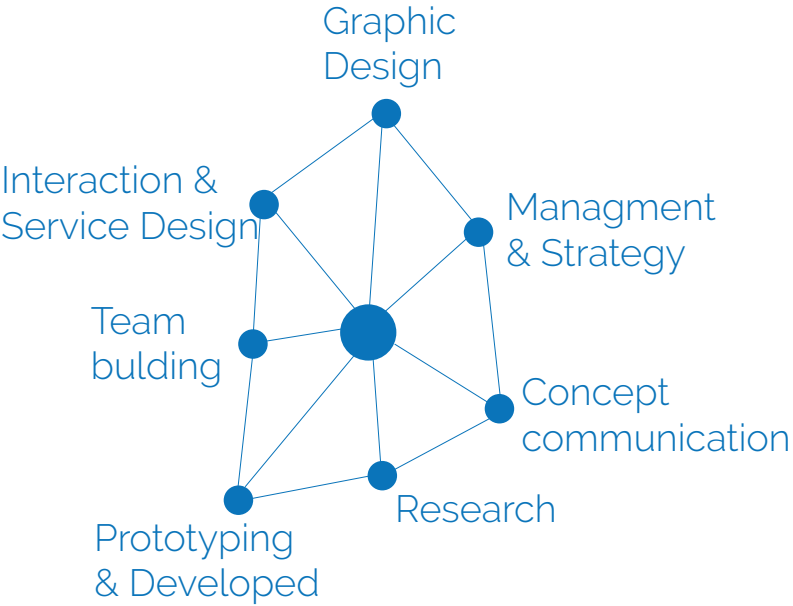 Graphic
Design
Interaction &
Service Design
Managment
& Strategy
Team
bulding
Concept
communication
Research
Prototyping
& Developed